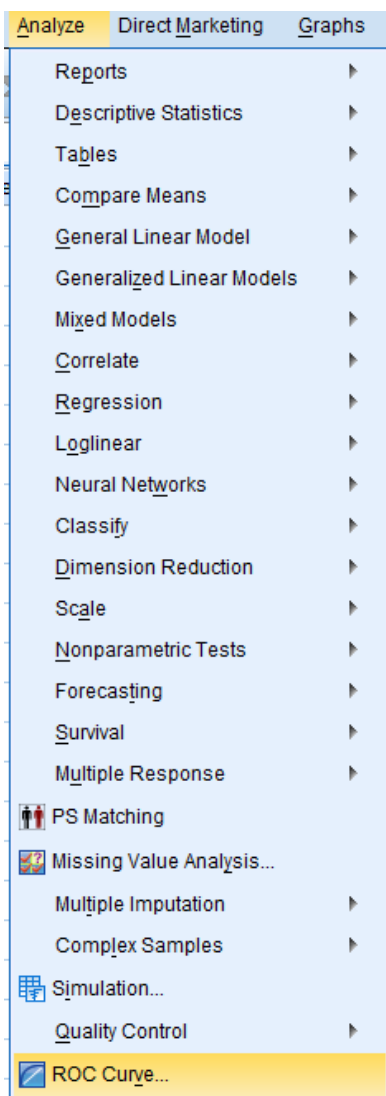 Analyze Direct Marketing Graphs
Reports
Descriptive Statistics
Tables
Compare Means
General Linear Model
Generalized Linear Models
Mixed Models
Correlate
Regression
Loglinear
Neural Networks
Classify
Dimension Reduction
Scale
Nonparametric Tests
Forecasting
Survival
Multiple Response
PS Matching
Missing Value Analysis...
Multiple Imputation
Complex Samples
Simulation...
Quality Control
ROC Curve...